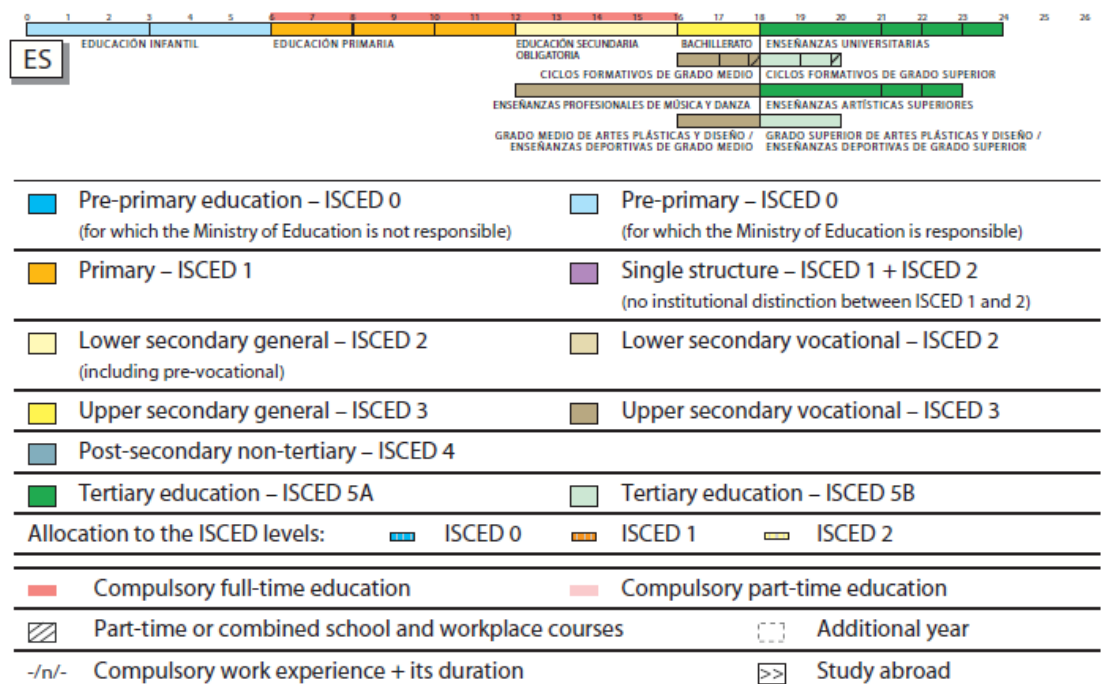 0 1 2 3 4 5 6 7 8 9 10 11 12 13 14 15 16 17 18 19 20 21 22 23 24 25 26
ES
EDUCACIÓN INFANTIL EDUCACIÓN PRIMARIA EDUCACIÓN SECUNDARIA BACHILLERATO ENSEÑANZAS UNIVERSITARIAS
OBLIGATORIA
CICLOS FORMATIVOS DE GRADO MEDIO CICLOS FORMATIVOS DE GRADO SUPERIOR
ENSEÑANZAS PROFESIONALES DE MÚSICA Y DANZA ENSEÑANZAS ARTÍSTICAS SUPERIORES
GRADO MEDIO DE ARTES PLÁSTICAS Y DISEÑO / GRADO SUPERIOR DE ARTES PLÁSTICAS Y DISEÑO /
ENSEÑANZAS DEPORTIVAS DE GRADO MEDIO ENSEÑANZAS DEPORTIVAS DE GRADO SUPERIOR
Pre-primary education – ISCED 0 Pre-primary – ISCED 0
(for which the Ministry of Education is not responsible) (for which the Ministry of Education is responsible)
Primary – ISCED 1 Single structure – ISCED 1 + ISCED 2
(no institutional distinction between ISCED 1 and 2)
Lower secondary general – ISCED 2 Lower secondary vocational – ISCED 2
(including pre-vocational)
Upper secondary general – ISCED 3 Upper secondary vocational – ISCED 3
Post-secondary non-tertiary – ISCED 4
Tertiary education – ISCED 5A Tertiary education – ISCED 5B
Allocation to the ISCED levels: ISCED 0 ISCED 1 ISCED 2
Compulsory full-time education Compulsory part-time education
Part-time or combined school and workplace courses Additional year
-/n/- Compulsory work experience + its duration >> Study abroad